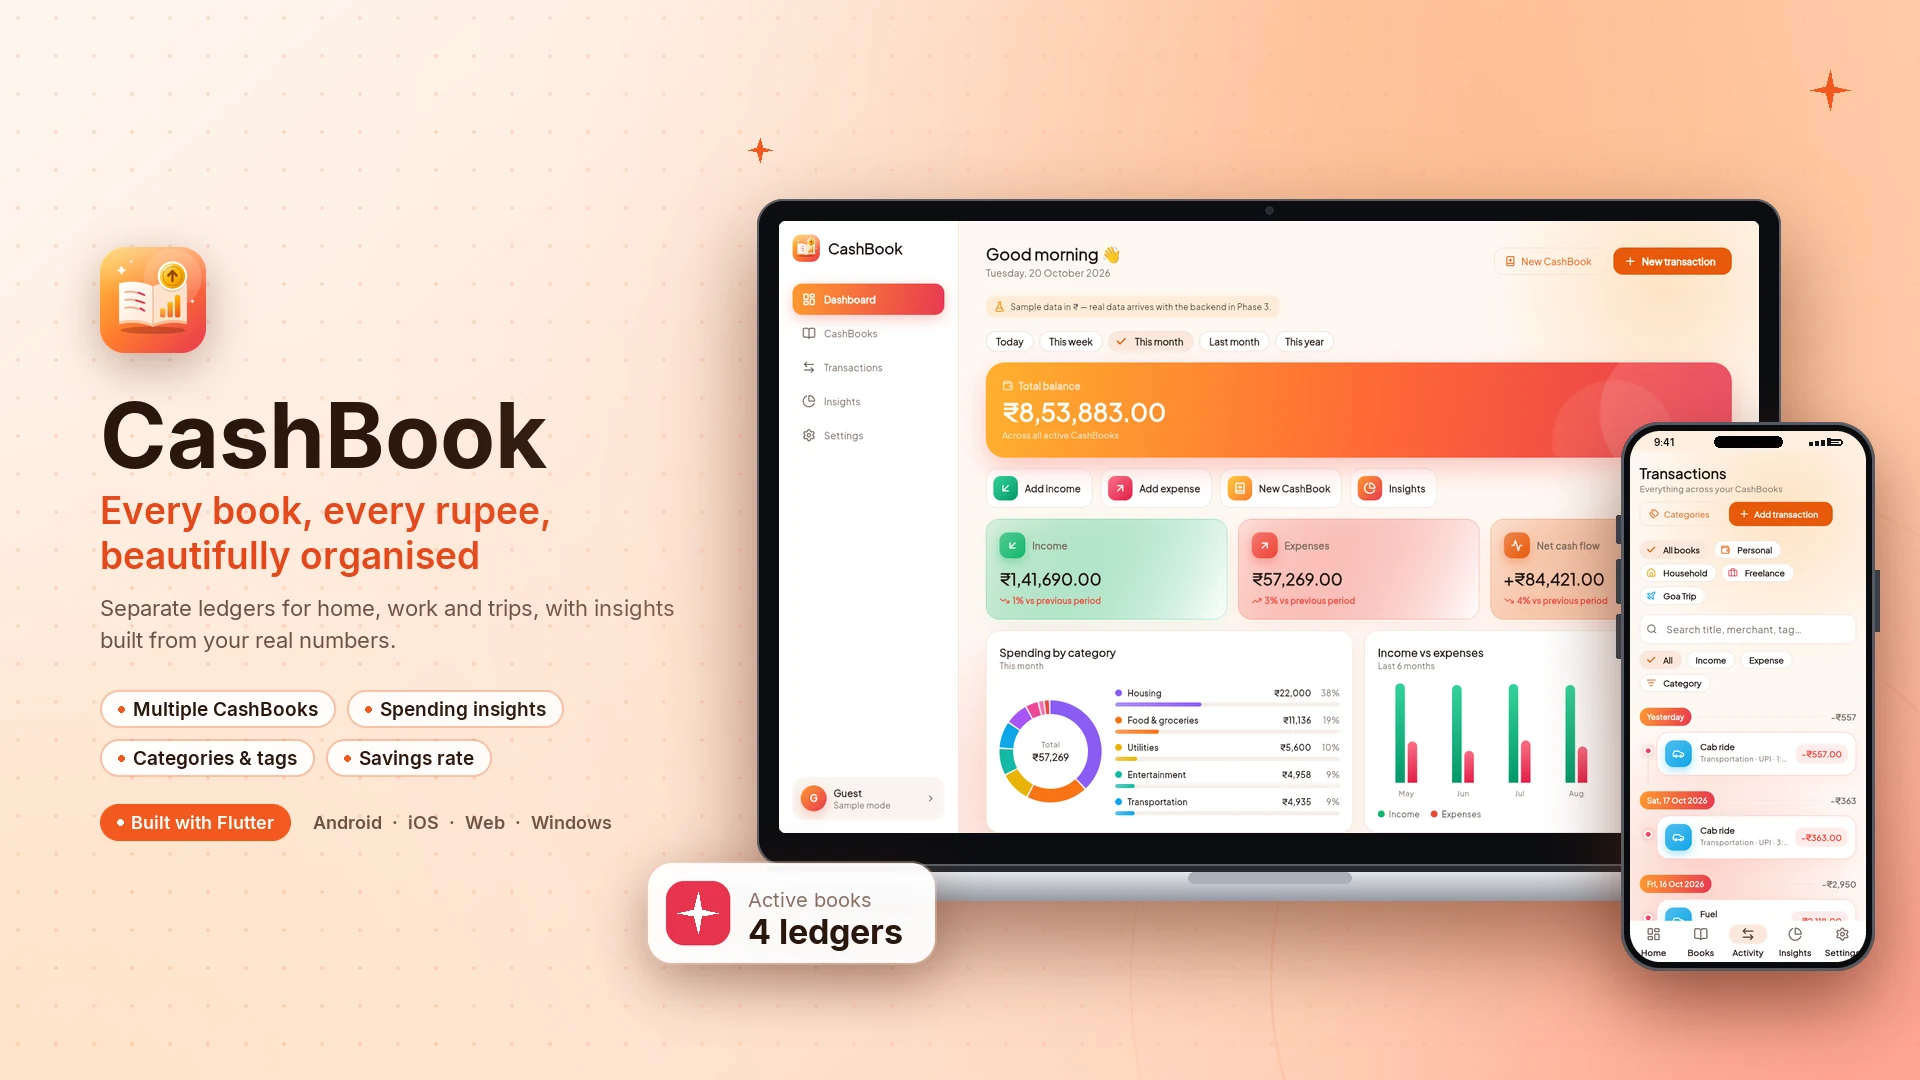 CashBook
Every book, every rupee,
beautifully organised
Separate ledgers for home, work and trips, with insights
built from your real numbers.
Multiple CashBooks
Spending insights
Categories & tags
Savings rate
Built with Flutter
Android · iOS · Web · Windows
Active books
4 ledgers
CashBook
Dashboard
CashBooks
Transactions
Insights
Settings
G
Guest
Sample mode
Good morning 👋
Tuesday, 20 October 2026
New CashBook
New transaction
Sample data in ₹ — real data arrives with the backend in Phase 3.
Today
This week
This month
Last month
This year
Total balance
₹8,53,883.00
Across all active CashBooks
Add income
Add expense
New CashBook
Insights
Income
₹1,41,690.00
1% vs previous period
Expenses
₹57,269.00
3% vs previous period
Net cash flow
+₹84,421.00
4% vs previous period
Spending by category
This month
Total
₹57,269
Housing ₹22,000 38%
Food & groceries ₹11,136 19%
Utilities ₹5,600 10%
Entertainment ₹4,958 9%
Transportation ₹4,935 9%
Income vs expenses
Last 6 months
May Jun Jul Aug
Income Expenses
9:41
Transactions
Everything across your CashBooks
Categories
Add transaction
All books
Personal
Household
Freelance
Goa Trip
Search title, merchant, tag...
All
Income
Expense
Category
Yesterday -₹557
Cab ride
Transportation · UPI · 1:...
-₹557.00
Sat, 17 Oct 2026 -₹363
Cab ride
Transportation · UPI · 3:...
-₹363.00
Fri, 16 Oct 2026 -₹2,950
Fuel
Home Books Activity Insights Settings